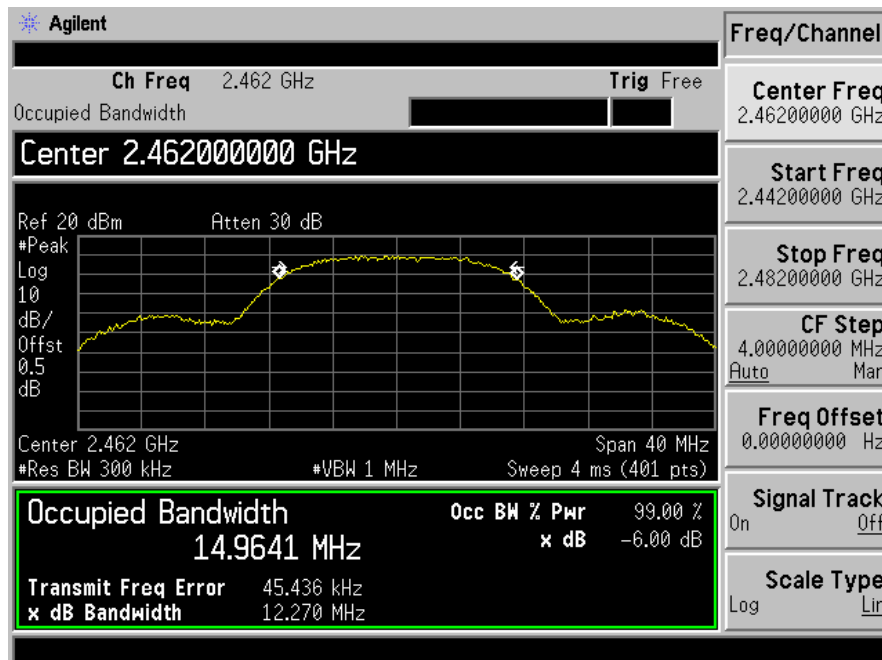 Agilent
Freq/Channel
Ch Freq 2.462 GHz Trig Free
Occupied Bandwidth
Center 2.462000000 GHz
Ref 20 dBm Atten 30 dB
#Peak
Log
10
dB/
Offst
0.5
dB
Center 2.462 GHz Span 40 MHz
#Res BW 300 kHz #VBW 1 MHz Sweep 4 ms (401 pts)
Occupied Bandwidth
14.9641 MHz
Occ BW % Pwr 99.00 %
x dB -6.00 dB
Transmit Freq Error 45.436 kHz
x dB Bandwidth 12.270 MHz
Center Freq
2.46200000 GHz
Start Freq
2.44200000 GHz
Stop Freq
2.48200000 GHz
CF Step
4.00000000 MHz
Auto Man
Freq Offset
0.00000000 Hz
Signal Track
On Off
Scale Type
Log Lin